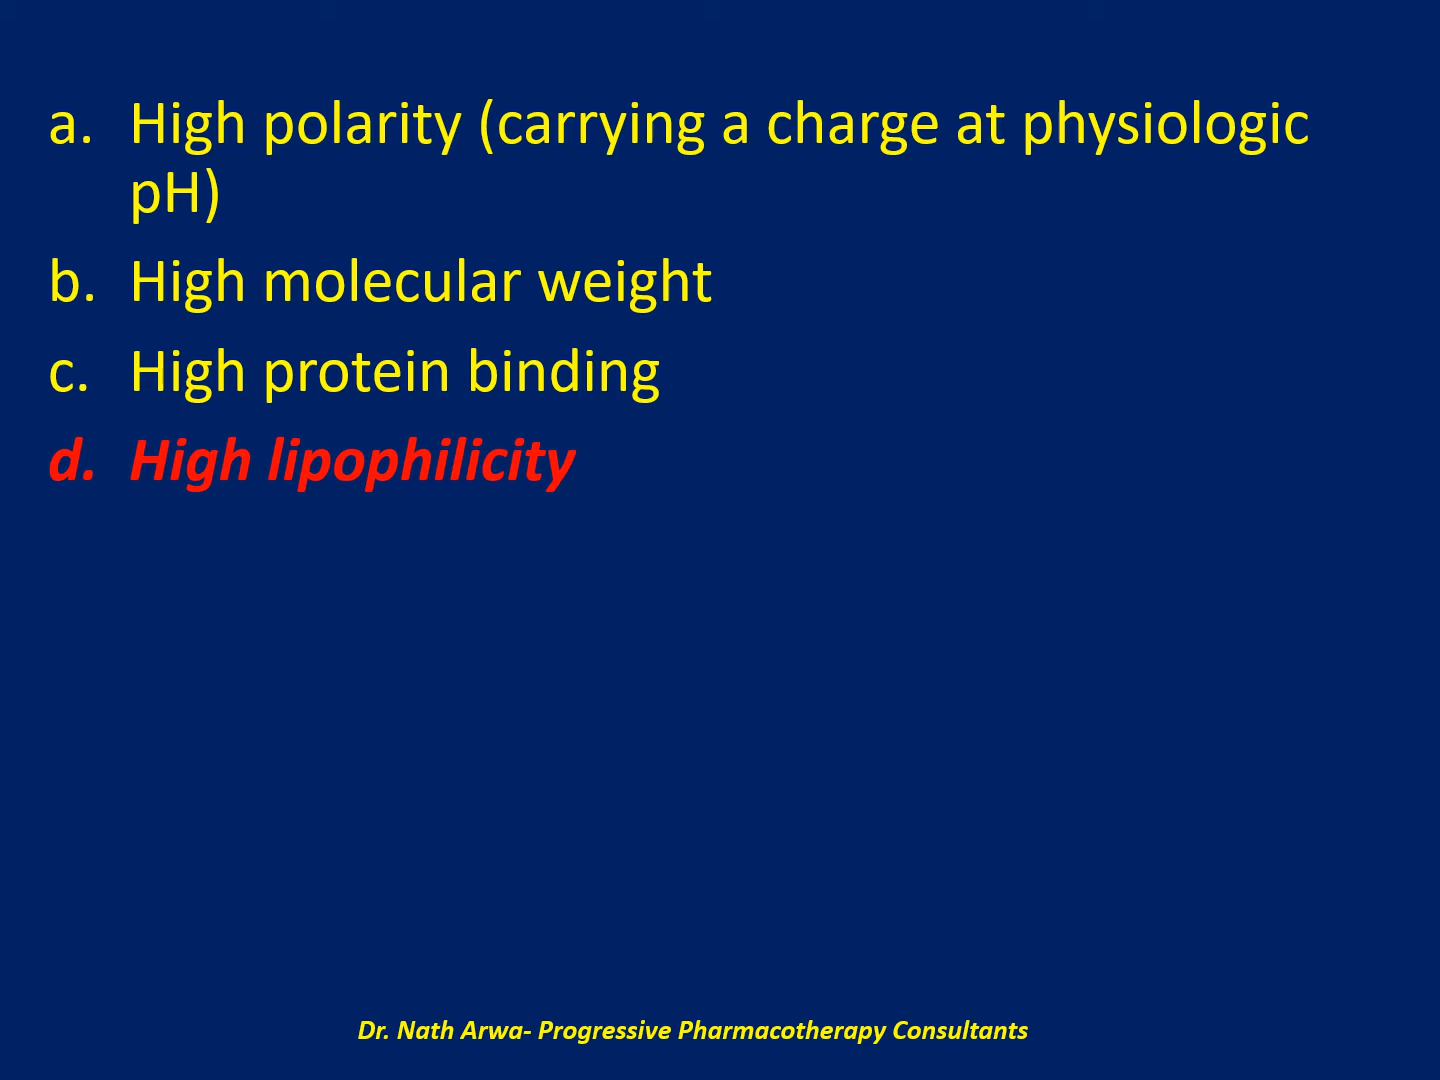 a. High polarity (carrying a charge at physiologic
pH)
b. High molecular weight
c. High protein binding
d. High lipophilicity
Dr. Nath Arwa- Progressive Pharmacotherapy Consultants